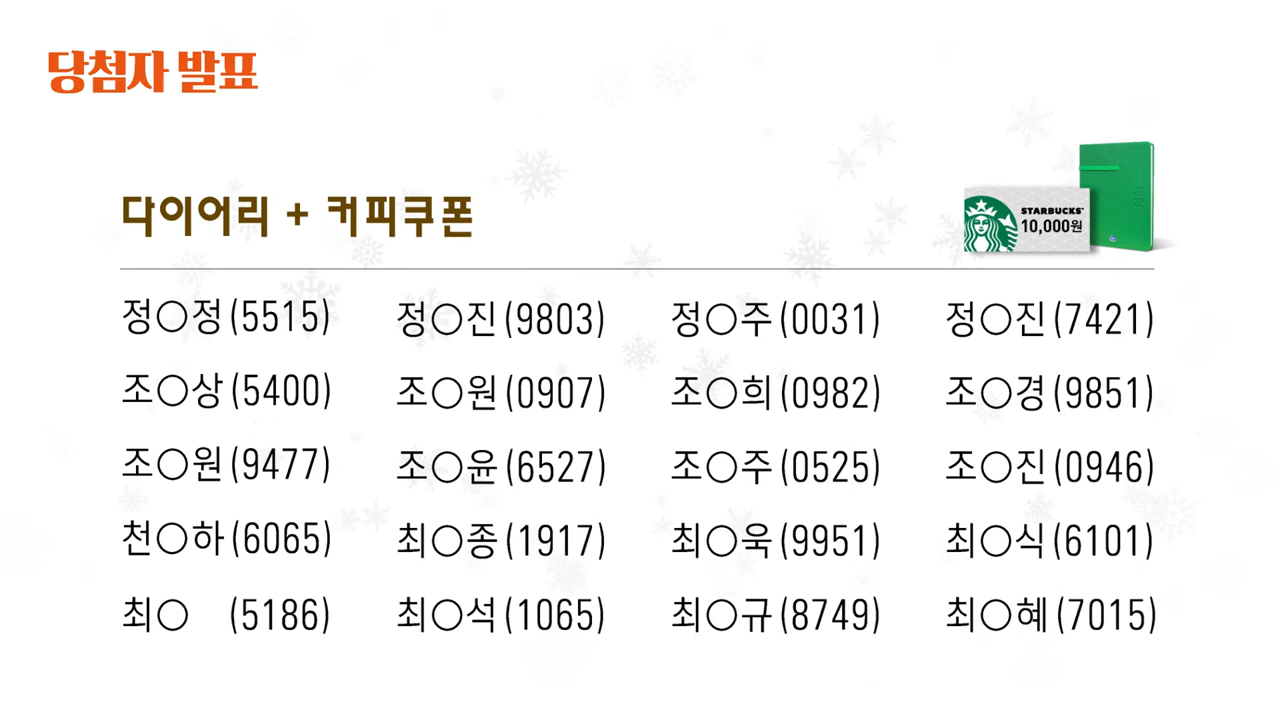 당첨자 발표
다이어리 + 커피쿠폰
STARBUCKS
10,000원
정○정(5515) 정○진(9803) 정○주(0031) 정○진(7421)
조○상(5400) 조○원(0907) 조○희(0982) 조○경(9851)
조○원(9477) 조○윤(6527) 조○주(0525) 조○진(0946)
천○하(6065) 최○종(1917) 최○욱(9951) 최○식(6101)
최○ (5186) 최○석(1065) 최○규(8749) 최○혜(7015)